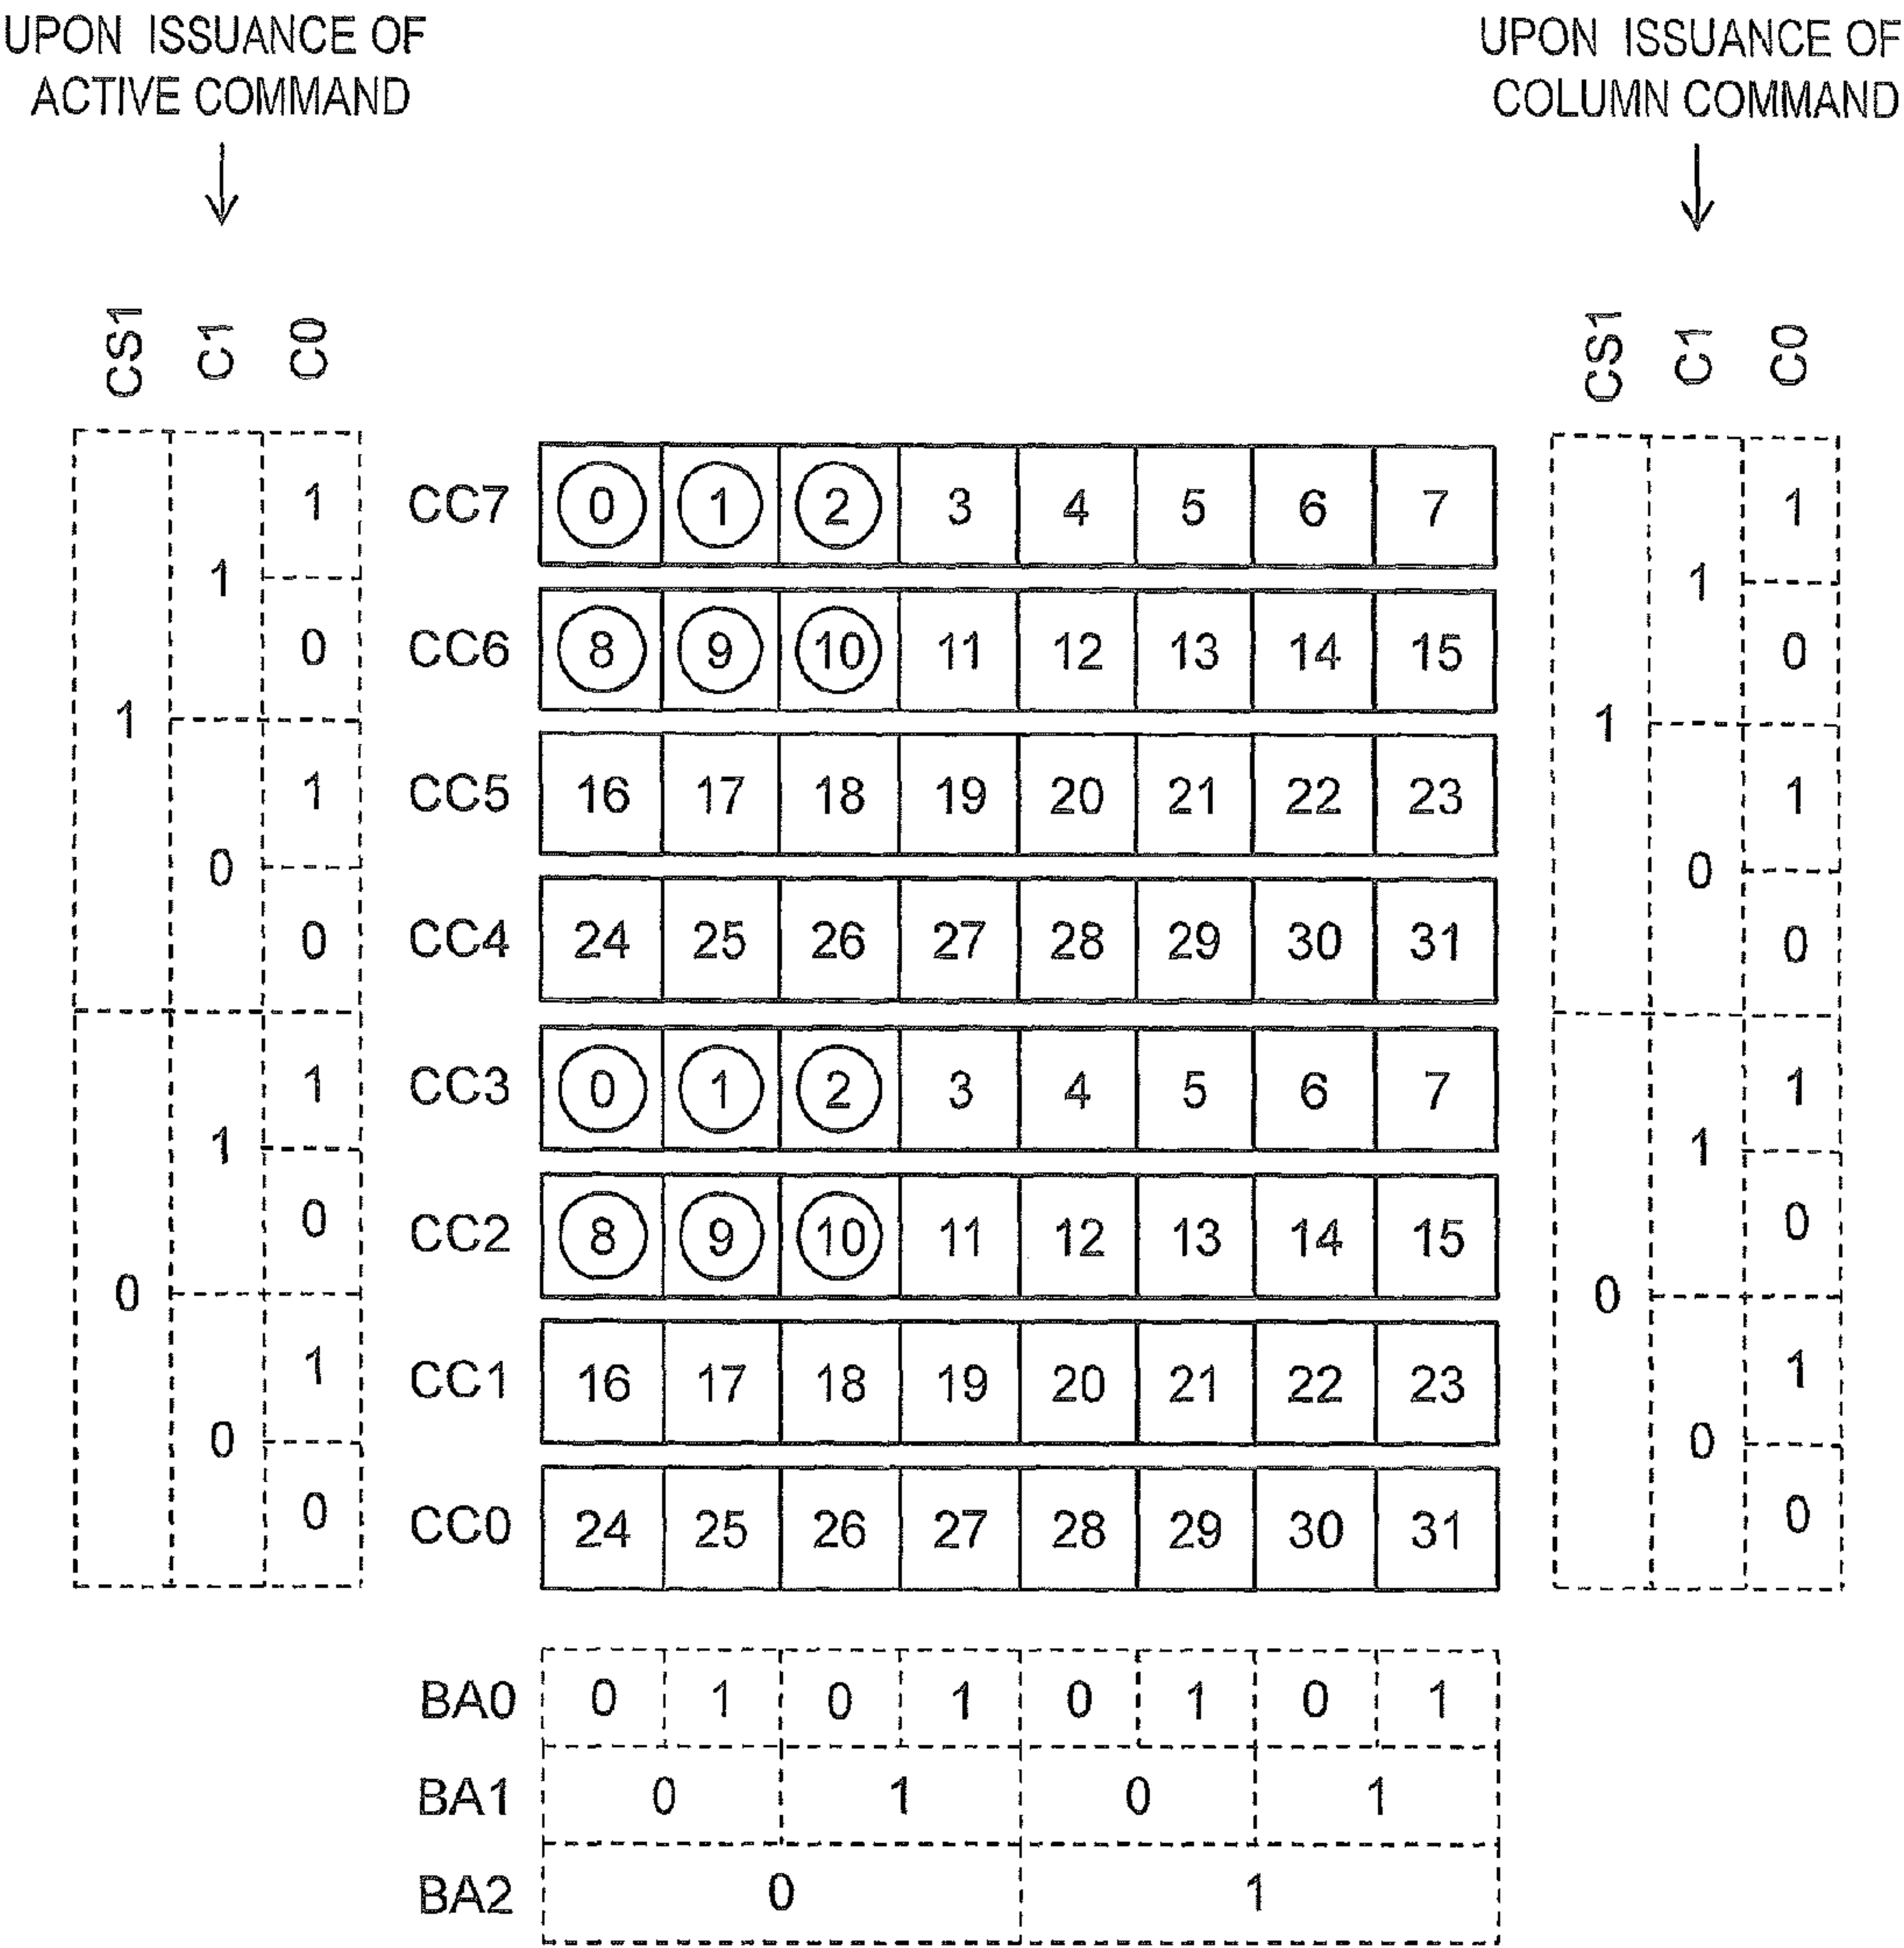 UPON ISSUANCE OF
ACTIVE COMMAND
UPON ISSUANCE OF
COLUMN COMMAND
CS1 C1 C0
CS1 C1 C0
1 CC7 0 1 2 3 4 5 6 7 1
1 1
0 CC6 8 9 10 11 12 13 14 15 0
1 1
1 CC5 16 17 18 19 20 21 22 23 1
0 0
0 CC4 24 25 26 27 28 29 30 31 0
1 CC3 0 1 2 3 4 5 6 7 1
1 1
0 CC2 8 9 10 11 12 13 14 15 0
0 0
1 CC1 16 17 18 19 20 21 22 23 1
0 0
0 CC0 24 25 26 27 28 29 30 31 0
BA0 0 1 0 1 0 1 0 1
BA1 0 1 0 1
BA2 0 1